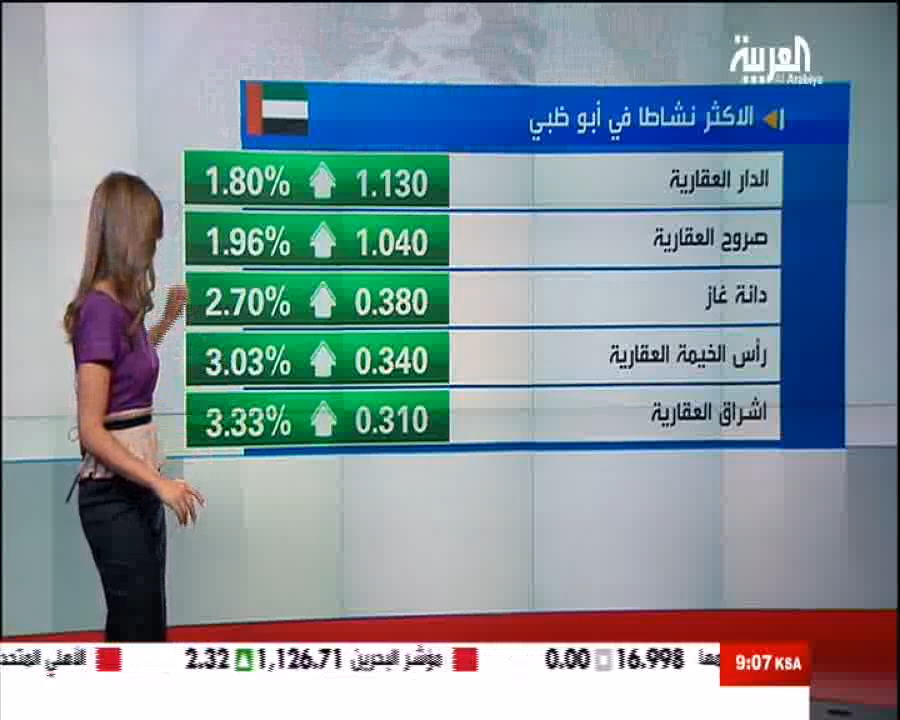 العربية
Al Arabiya
الاكثر نشاطا في أبو ظبي
الدار العقارية 1.130 1.80%
صروح العقارية 1.040 1.96%
دانة غاز 0.380 2.70%
رأس الخيمة العقارية 0.340 3.03%
اشراق العقارية 0.310 3.33%
9:07 KSA 16.998 0.00 مؤشر البحرين 1,126.71 2.32 الأهلي